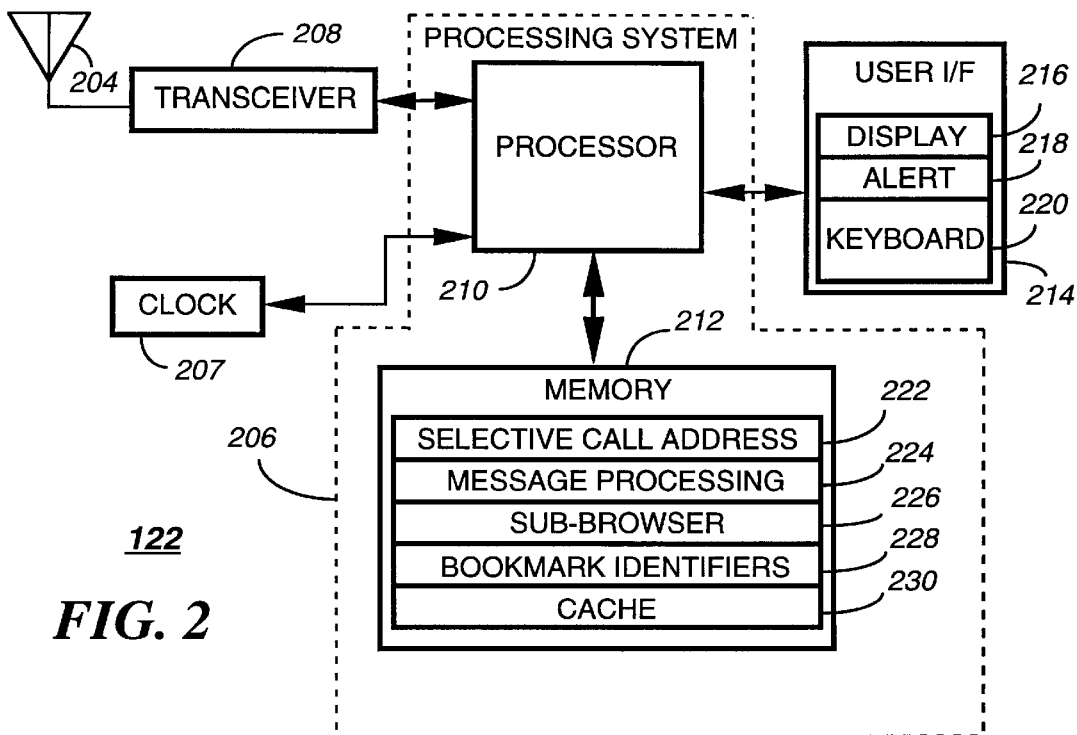 204
208
TRANSCEIVER
PROCESSING SYSTEM
PROCESSOR
210
USER I/F
DISPLAY
216
ALERT
218
KEYBOARD
220
214
CLOCK
207
212
MEMORY
SELECTIVE CALL ADDRESS
222
MESSAGE PROCESSING
224
SUB-BROWSER
226
BOOKMARK IDENTIFIERS
228
CACHE
230
206
122
FIG. 2